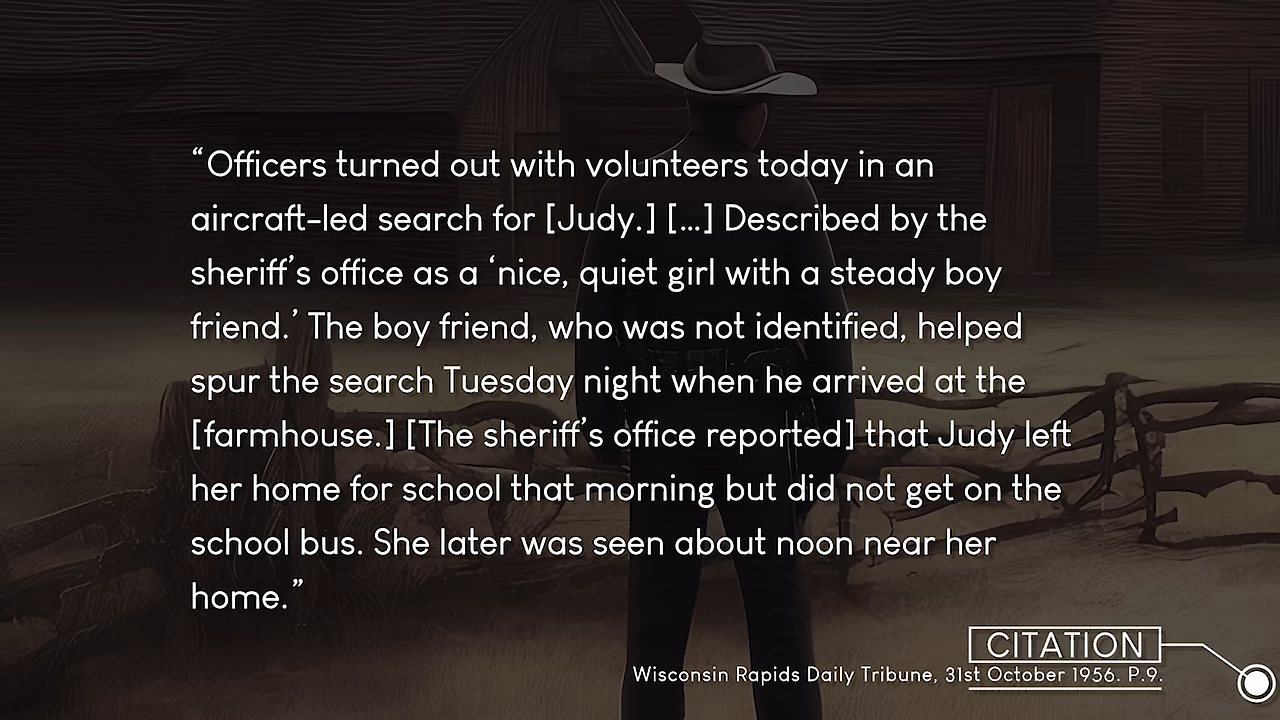 “Officers turned out with volunteers today in an
aircraft-led search for [Judy.] [...] Described by the
sheriff’s office as a ‘nice, quiet girl with a steady boy
friend.’ The boy friend, who was not identified, helped
spur the search Tuesday night when he arrived at the
[farmhouse.] [The sheriff’s office reported] that Judy left
her home for school that morning but did not get on the
school bus. She later was seen about noon near her
home.”
CITATION
Wisconsin Rapids Daily Tribune, 31st October 1956. P.9.